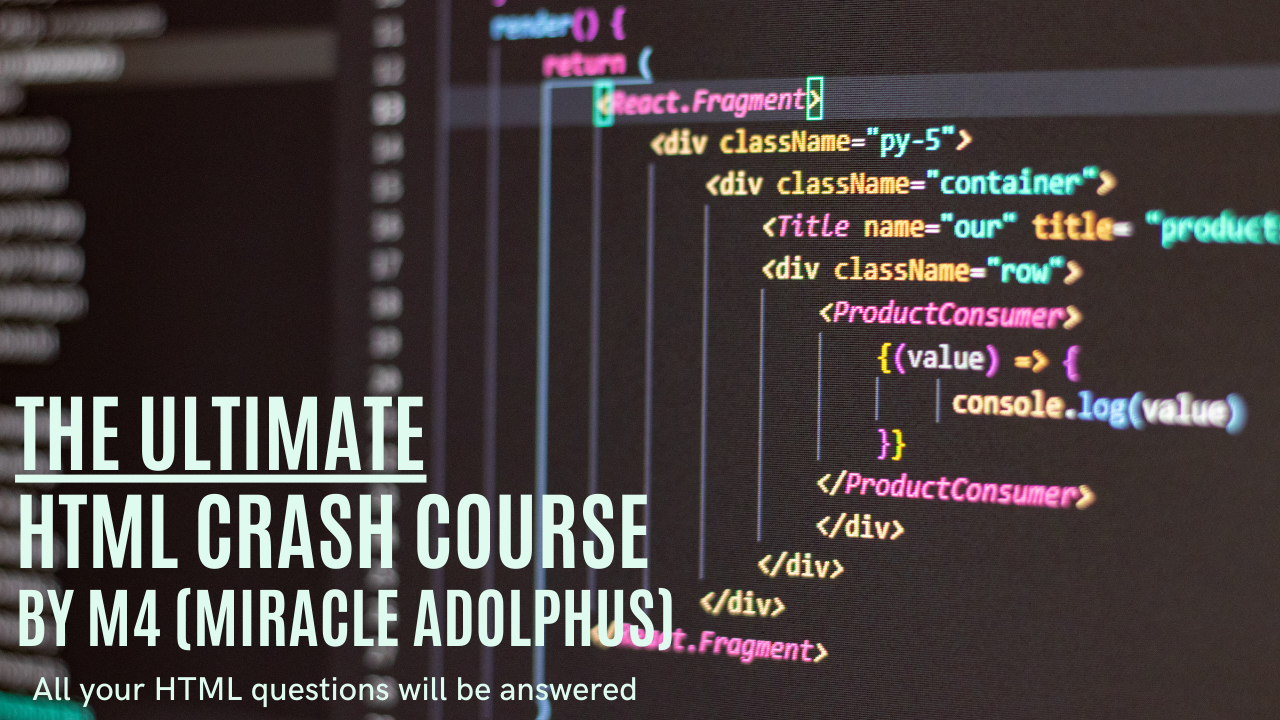 render() {
return (
<React.Fragment>
<div className="py-5">
<div className="container">
<Title name="our" title= "product
<div className="row">
<ProductConsumer>
{(value) => {
console.log(value)
}}
</ProductConsumer>
</div>
</div>
</div>
</React.Fragment>
THE ULTIMATE
HTML CRASH COURSE
BY M4 (MIRACLE ADOLPHUS)
All your HTML questions will be answered